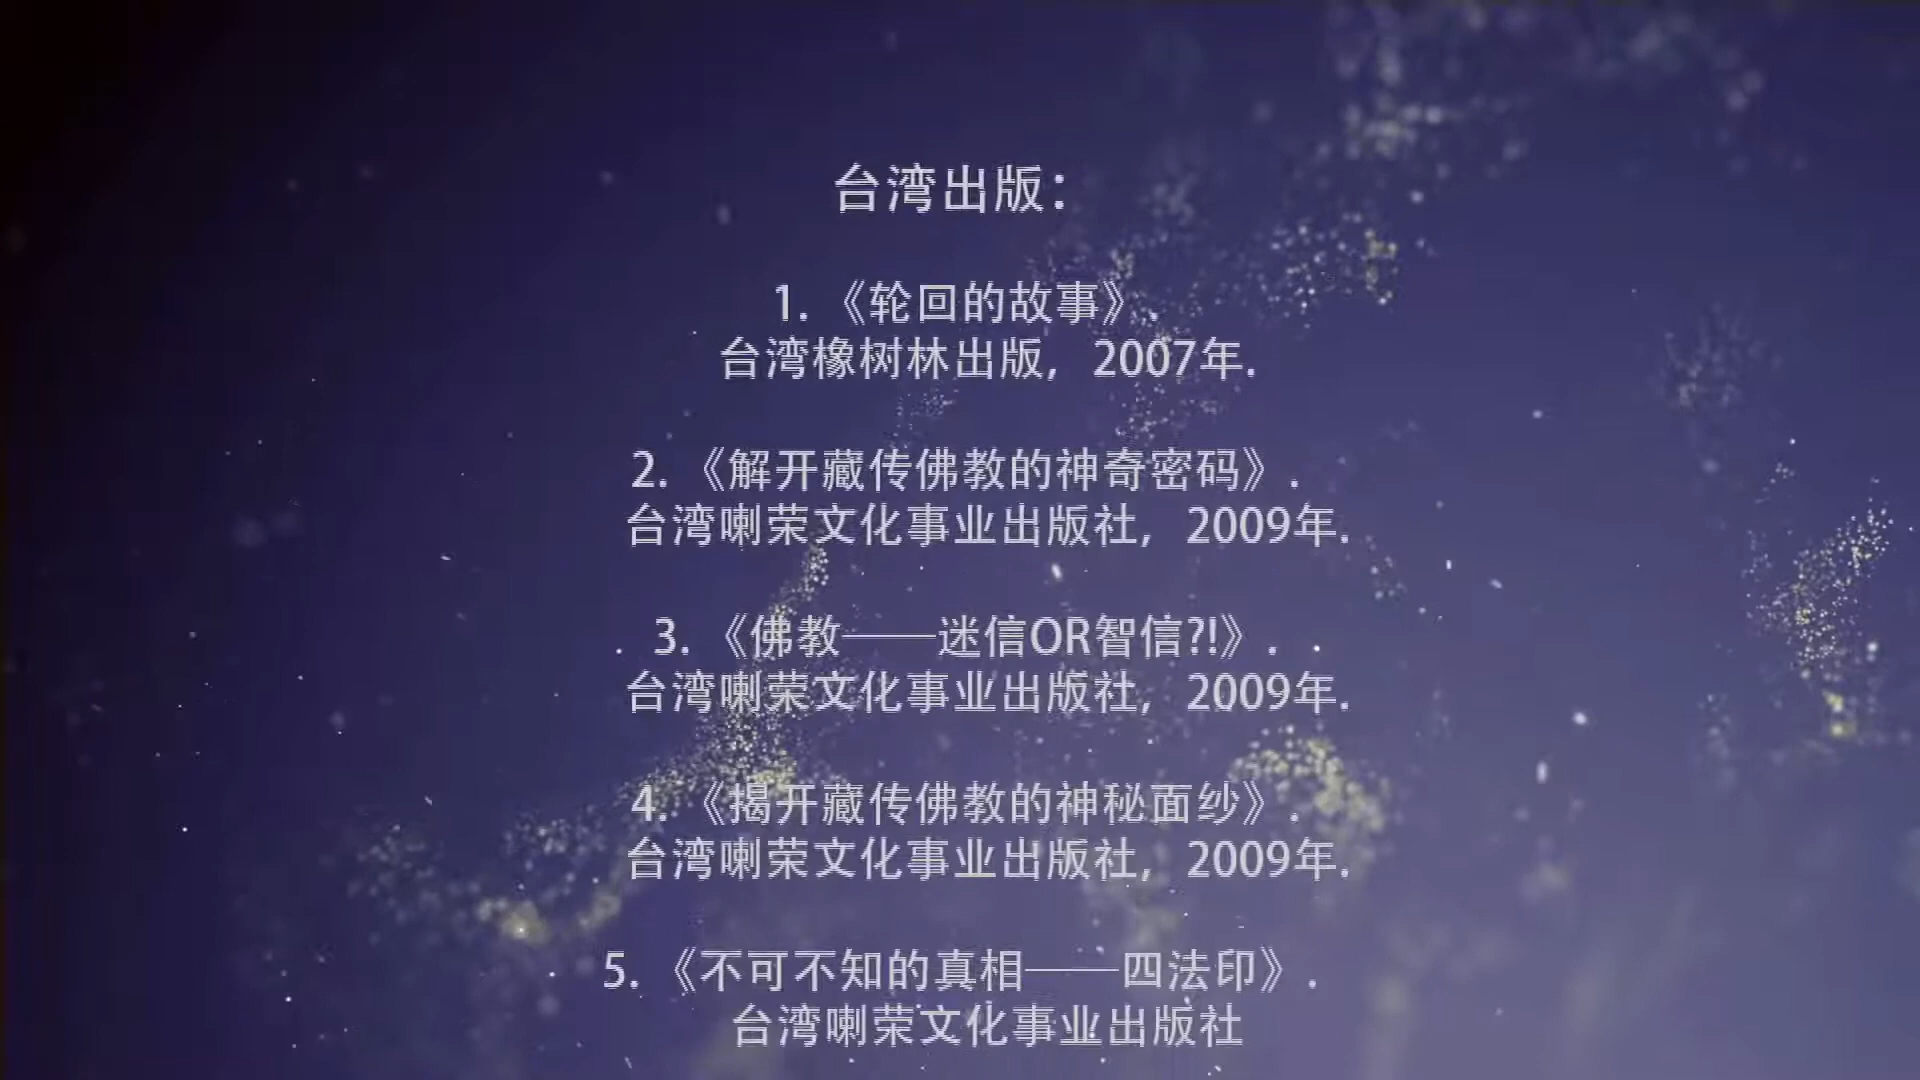 台湾出版：
1. 《轮回的故事》.
台湾橡树林出版，2007年.
2. 《解开藏传佛教的神奇密码》.
台湾喇荣文化事业出版社，2009年.
3. 《佛教——迷信OR智信?!》.
台湾喇荣文化事业出版社，2009年.
4. 《揭开藏传佛教的神秘面纱》.
台湾喇荣文化事业出版社，2009年.
5. 《不可不知的真相——四法印》.
台湾喇荣文化事业出版社